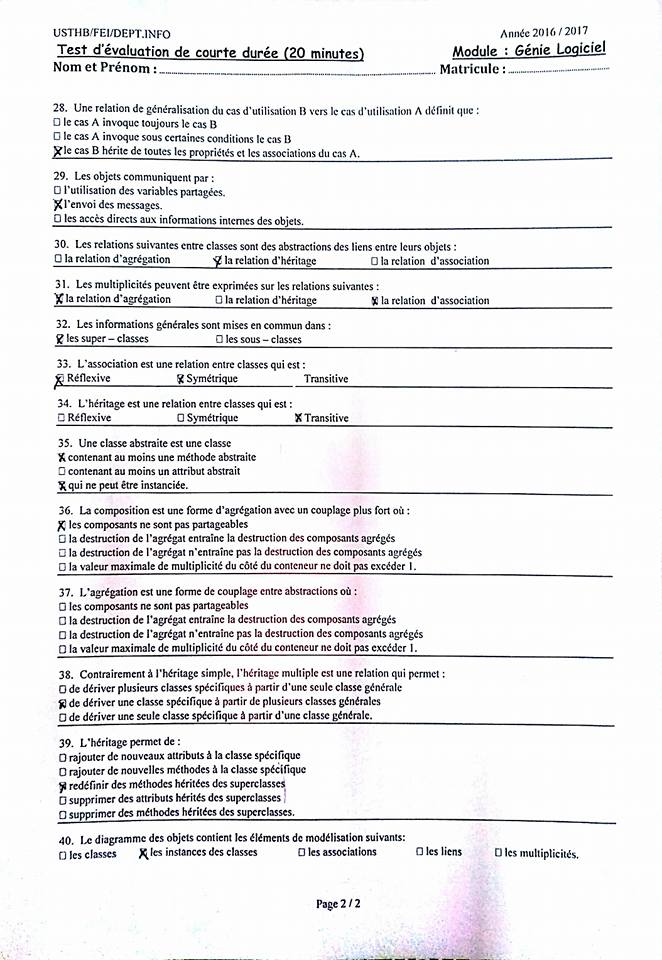 USTHB/FEI/DEPT.INFO Année 2016 / 2017
Test d'évaluation de courte durée (20 minutes) Module : Génie Logiciel
Nom et Prénom : Matricule :
28. Une relation de généralisation du cas d'utilisation B vers le cas d'utilisation A définit que :
☐ le cas A invoque toujours le cas B
☐ le cas A invoque sous certaines conditions le cas B
☒ le cas B hérite de toutes les propriétés et les associations du cas A.
29. Les objets communiquent par :
☐ l'utilisation des variables partagées.
☒ l'envoi des messages.
☐ les accès directs aux informations internes des objets.
30. Les relations suivantes entre classes sont des abstractions des liens entre leurs objets :
☐ la relation d'agrégation ☒ la relation d'héritage ☐ la relation d'association
31. Les multiplicités peuvent être exprimées sur les relations suivantes :
☒ la relation d'agrégation ☐ la relation d'héritage ☒ la relation d'association
32. Les informations générales sont mises en commun dans :
☒ les super – classes ☐ les sous – classes
33. L'association est une relation entre classes qui est :
☒ Réflexive ☒ Symétrique Transitive
34. L'héritage est une relation entre classes qui est :
☐ Réflexive ☐ Symétrique ☒ Transitive
35. Une classe abstraite est une classe
☒ contenant au moins une méthode abstraite
☐ contenant au moins un attribut abstrait
☒ qui ne peut être instanciée.
36. La composition est une forme d'agrégation avec un couplage plus fort où :
☒ les composants ne sont pas partageables
☐ la destruction de l'agrégat entraîne la destruction des composants agrégés
☐ la destruction de l'agrégat n'entraîne pas la destruction des composants agrégés
☐ la valeur maximale de multiplicité du côté du conteneur ne doit pas excéder 1.
37. L'agrégation est une forme de couplage entre abstractions où :
☐ les composants ne sont pas partageables
☐ la destruction de l'agrégat entraîne la destruction des composants agrégés
☐ la destruction de l'agrégat n'entraîne pas la destruction des composants agrégés
☐ la valeur maximale de multiplicité du côté du conteneur ne doit pas excéder 1.
38. Contrairement à l'héritage simple, l'héritage multiple est une relation qui permet :
☐ de dériver plusieurs classes spécifiques à partir d'une seule classe générale
☒ de dériver une classe spécifique à partir de plusieurs classes générales
☐ de dériver une seule classe spécifique à partir d'une classe générale.
39. L'héritage permet de :
☐ rajouter de nouveaux attributs à la classe spécifique
☐ rajouter de nouvelles méthodes à la classe spécifique
☒ redéfinir des méthodes héritées des superclasses
☐ supprimer des attributs hérités des superclasses
☐ supprimer des méthodes héritées des superclasses.
40. Le diagramme des objets contient les éléments de modélisation suivants:
☐ les classes ☒ les instances des classes ☐ les associations ☐ les liens ☐ les multiplicités.
Page 2 / 2